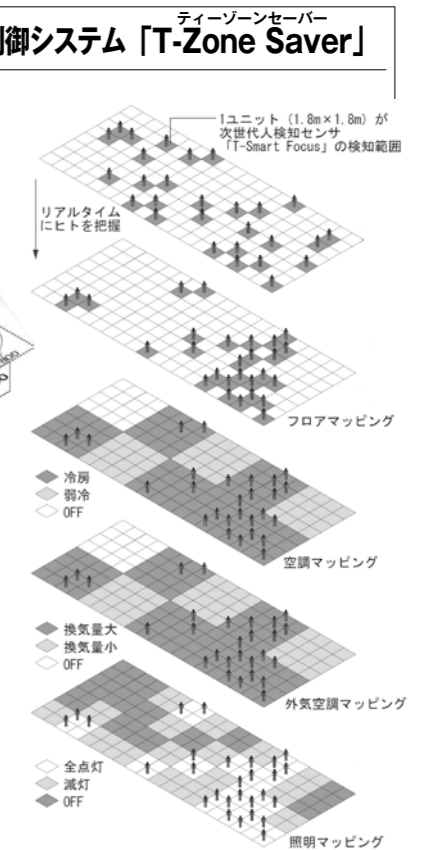 ティーゾーンセーバー
御システム「T-Zone Saver」
1ユニット（1.8m×1.8m）が
次世代人検知センサ
「T-Smart Focus」の検知範囲
リアルタイム
にヒトを把握
フロアマッピング
冷房
弱冷
OFF
空調マッピング
換気量大
換気量小
OFF
外気空調マッピング
全点灯
減灯
OFF
照明マッピング